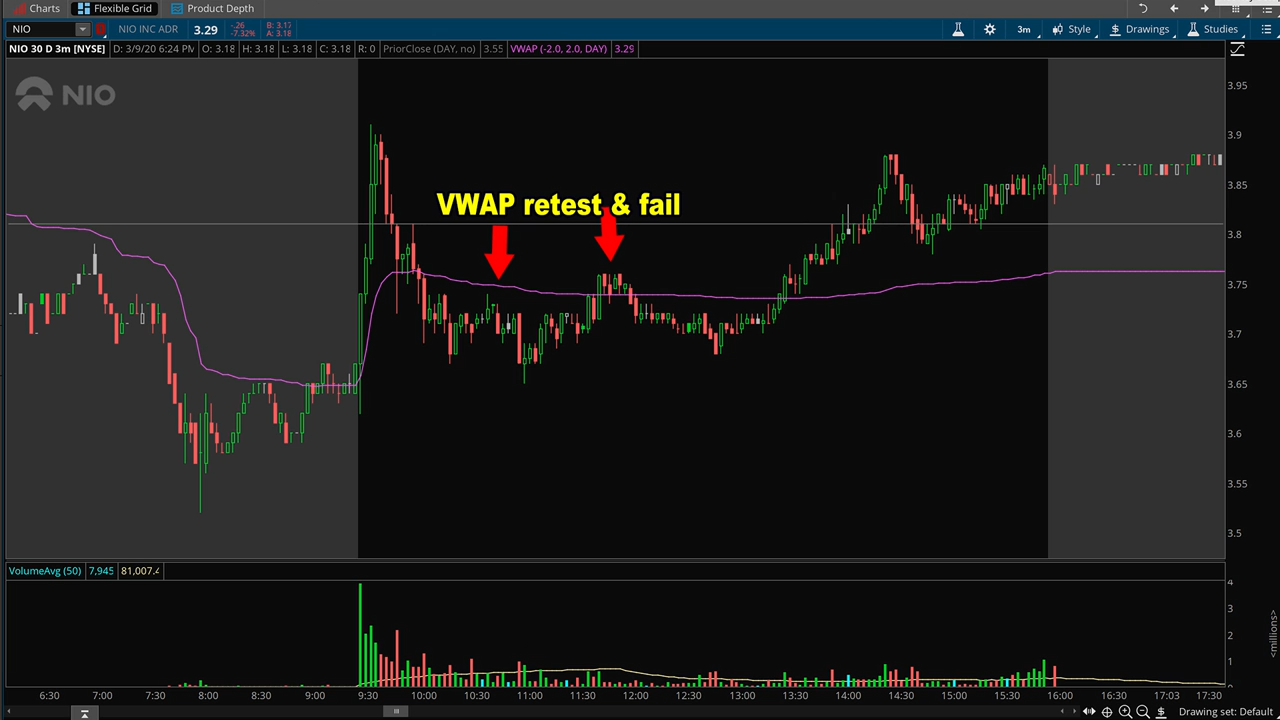 Charts Flexible Grid Product Depth
NIO NIO INC ADR 3.29 -.26 -7.32% B: 3.17 A: 3.18 3m Style Drawings Studies
NIO 30 D 3m [NYSE] D: 3/9/20 6:24 PM O: 3.18 H: 3.18 L: 3.18 C: 3.18 R: 0 PriorClose (DAY, no) 3.55 VWAP (-2.0, 2.0, DAY) 3.29
NIO
3.95
3.9
VWAP retest & fail
3.85
3.8
3.75
3.7
3.65
3.6
3.55
3.5
VolumeAvg (50) 7,945 81,007.4
4
3
2
1
<millions>
6:30 7:00 7:30 8:00 8:30 9:00 9:30 10:00 10:30 11:00 11:30 12:00 12:30 13:00 13:30 14:00 14:30 15:00 15:30 16:00 16:30 17:03 17:30
Drawing set: Default